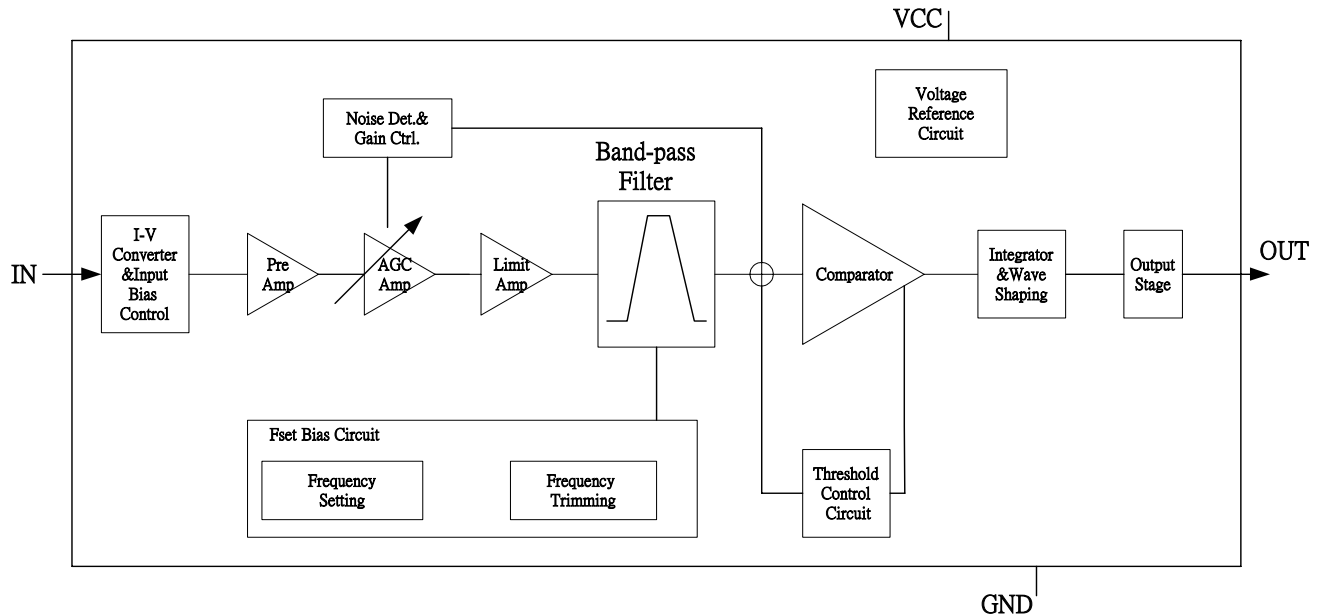 VCC
Voltage
Reference
Circuit
Noise Det.&
Gain Ctrl.
Band-pass
Filter
IN
I-V
Converter
&Input
Bias
Control
Pre
Amp
AGC
Amp
Limit
Amp
Comparator
Integrator
&Wave
Shaping
Output
Stage
OUT
Fset Bias Circuit
Frequency
Setting
Frequency
Trimming
Threshold
Control
Circuit
GND